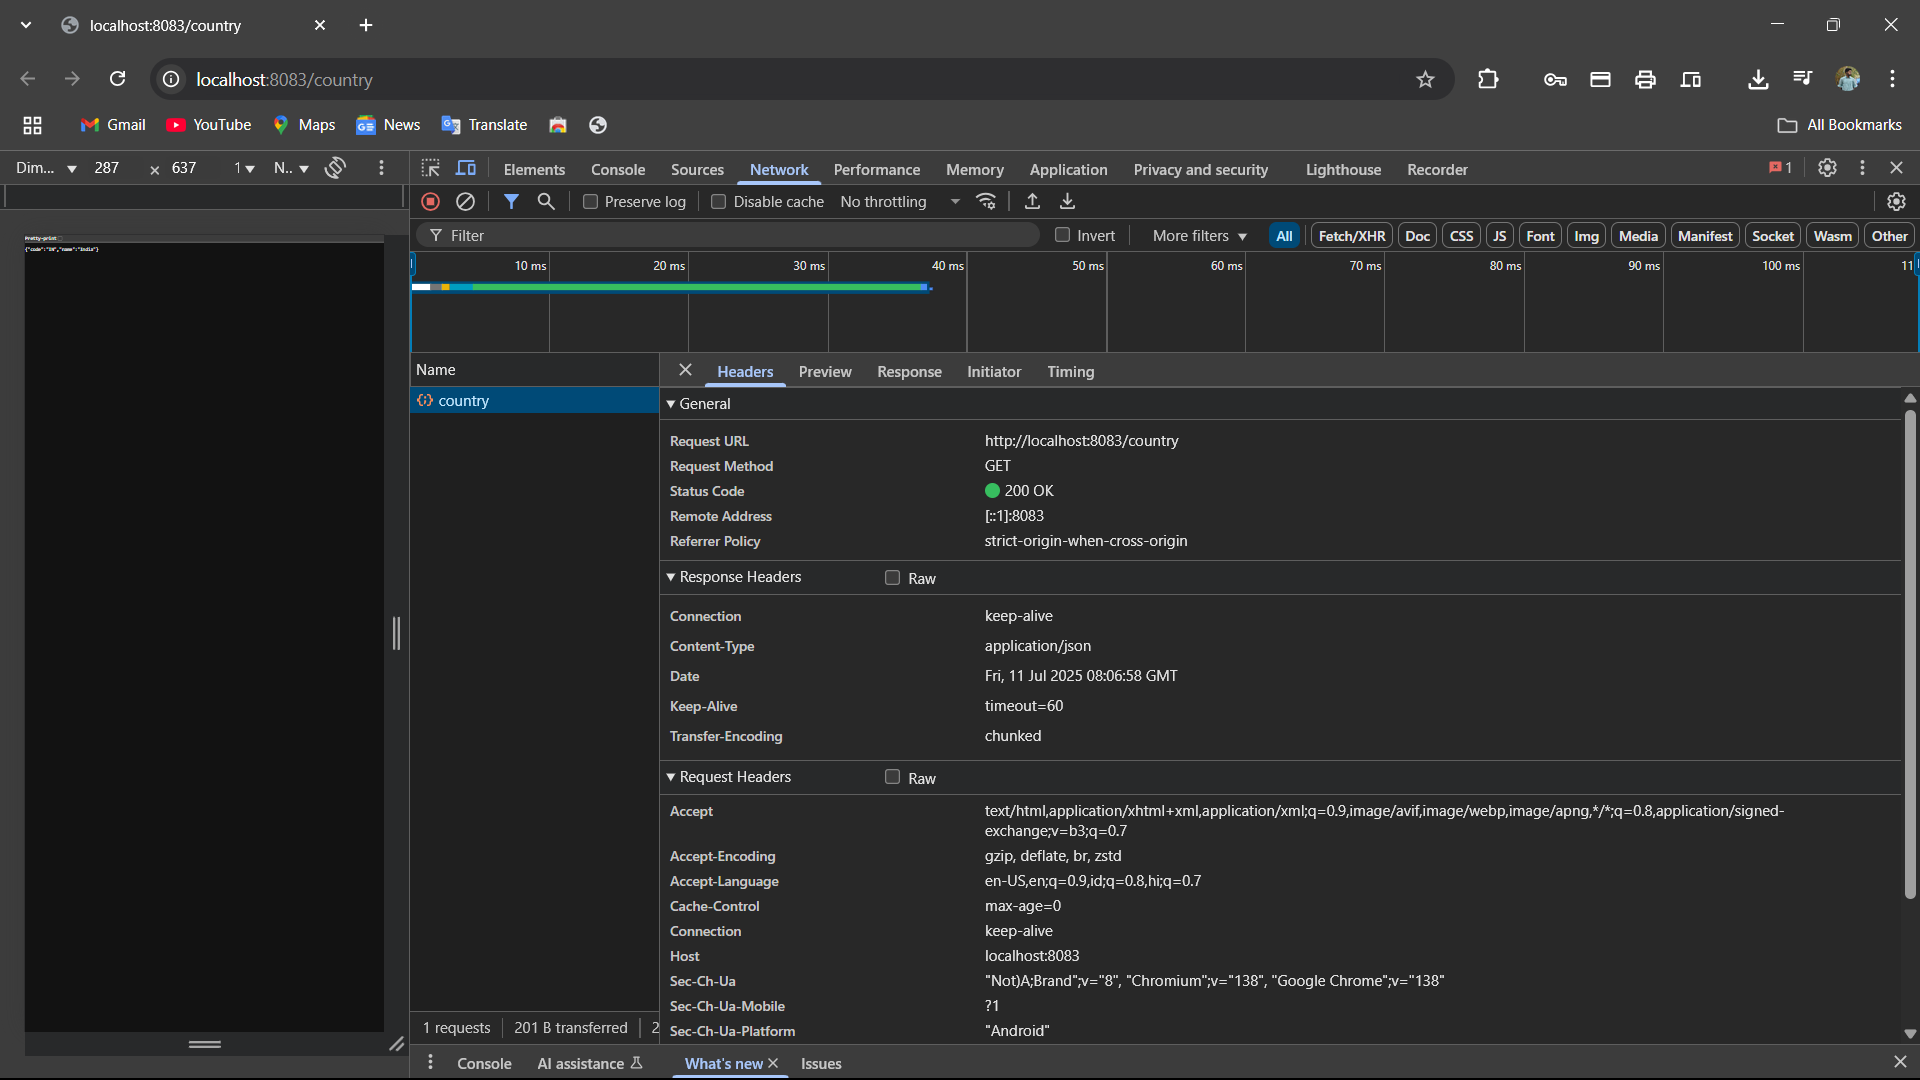 localhost:8083/country
localhost:8083/country
Gmail YouTube Maps News Translate All Bookmarks
Dim... 287 × 637 1 N.. Elements Console Sources Network Performance Memory Application Privacy and security Lighthouse Recorder 1
Preserve log Disable cache No throttling
Filter Invert More filters All Fetch/XHR Doc CSS JS Font Img Media Manifest Socket Wasm Other
Pretty-print
{"code":"IN","name":"India"}
10 ms 20 ms 30 ms 40 ms 50 ms 60 ms 70 ms 80 ms 90 ms 100 ms 11
Name Headers Preview Response Initiator Timing
country
General
Request URL http://localhost:8083/country
Request Method GET
Status Code 200 OK
Remote Address [::1]:8083
Referrer Policy strict-origin-when-cross-origin
Response Headers Raw
Connection keep-alive
Content-Type application/json
Date Fri, 11 Jul 2025 08:06:58 GMT
Keep-Alive timeout=60
Transfer-Encoding chunked
Request Headers Raw
Accept text/html,application/xhtml+xml,application/xml;q=0.9,image/avif,image/webp,image/apng,*/*;q=0.8,application/signed-
exchange;v=b3;q=0.7
Accept-Encoding gzip, deflate, br, zstd
Accept-Language en-US,en;q=0.9,id;q=0.8,hi;q=0.7
Cache-Control max-age=0
Connection keep-alive
Host localhost:8083
Sec-Ch-Ua "Not)A;Brand";v="8", "Chromium";v="138", "Google Chrome";v="138"
Sec-Ch-Ua-Mobile ?1
Sec-Ch-Ua-Platform "Android"
1 requests 201 B transferred 2
Console AI assistance What's new Issues